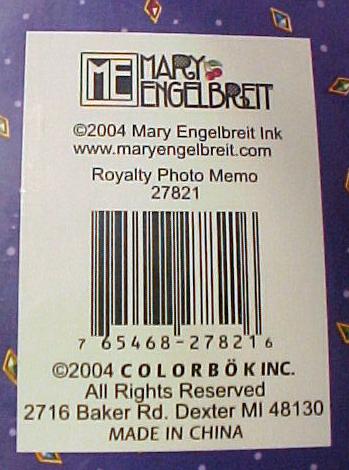 ME MARY
ENGELBREIT
©2004 Mary Engelbreit Ink
www.maryengelbreit.com
Royalty Photo Memo
27821
7 65468-27821 6
©2004 COLORBÖK INC.
All Rights Reserved
2716 Baker Rd. Dexter MI 48130
MADE IN CHINA